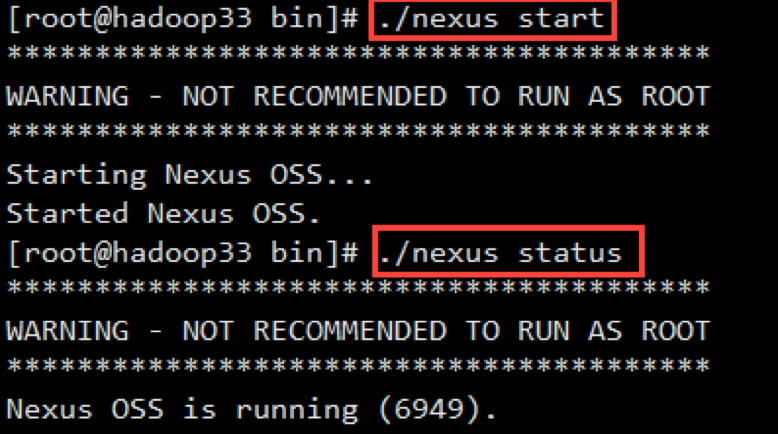 [root@hadoop33 bin]# ./nexus start
****************************************
WARNING - NOT RECOMMENDED TO RUN AS ROOT
****************************************
Starting Nexus OSS...
Started Nexus OSS.
[root@hadoop33 bin]# ./nexus status
****************************************
WARNING - NOT RECOMMENDED TO RUN AS ROOT
****************************************
Nexus OSS is running (6949).